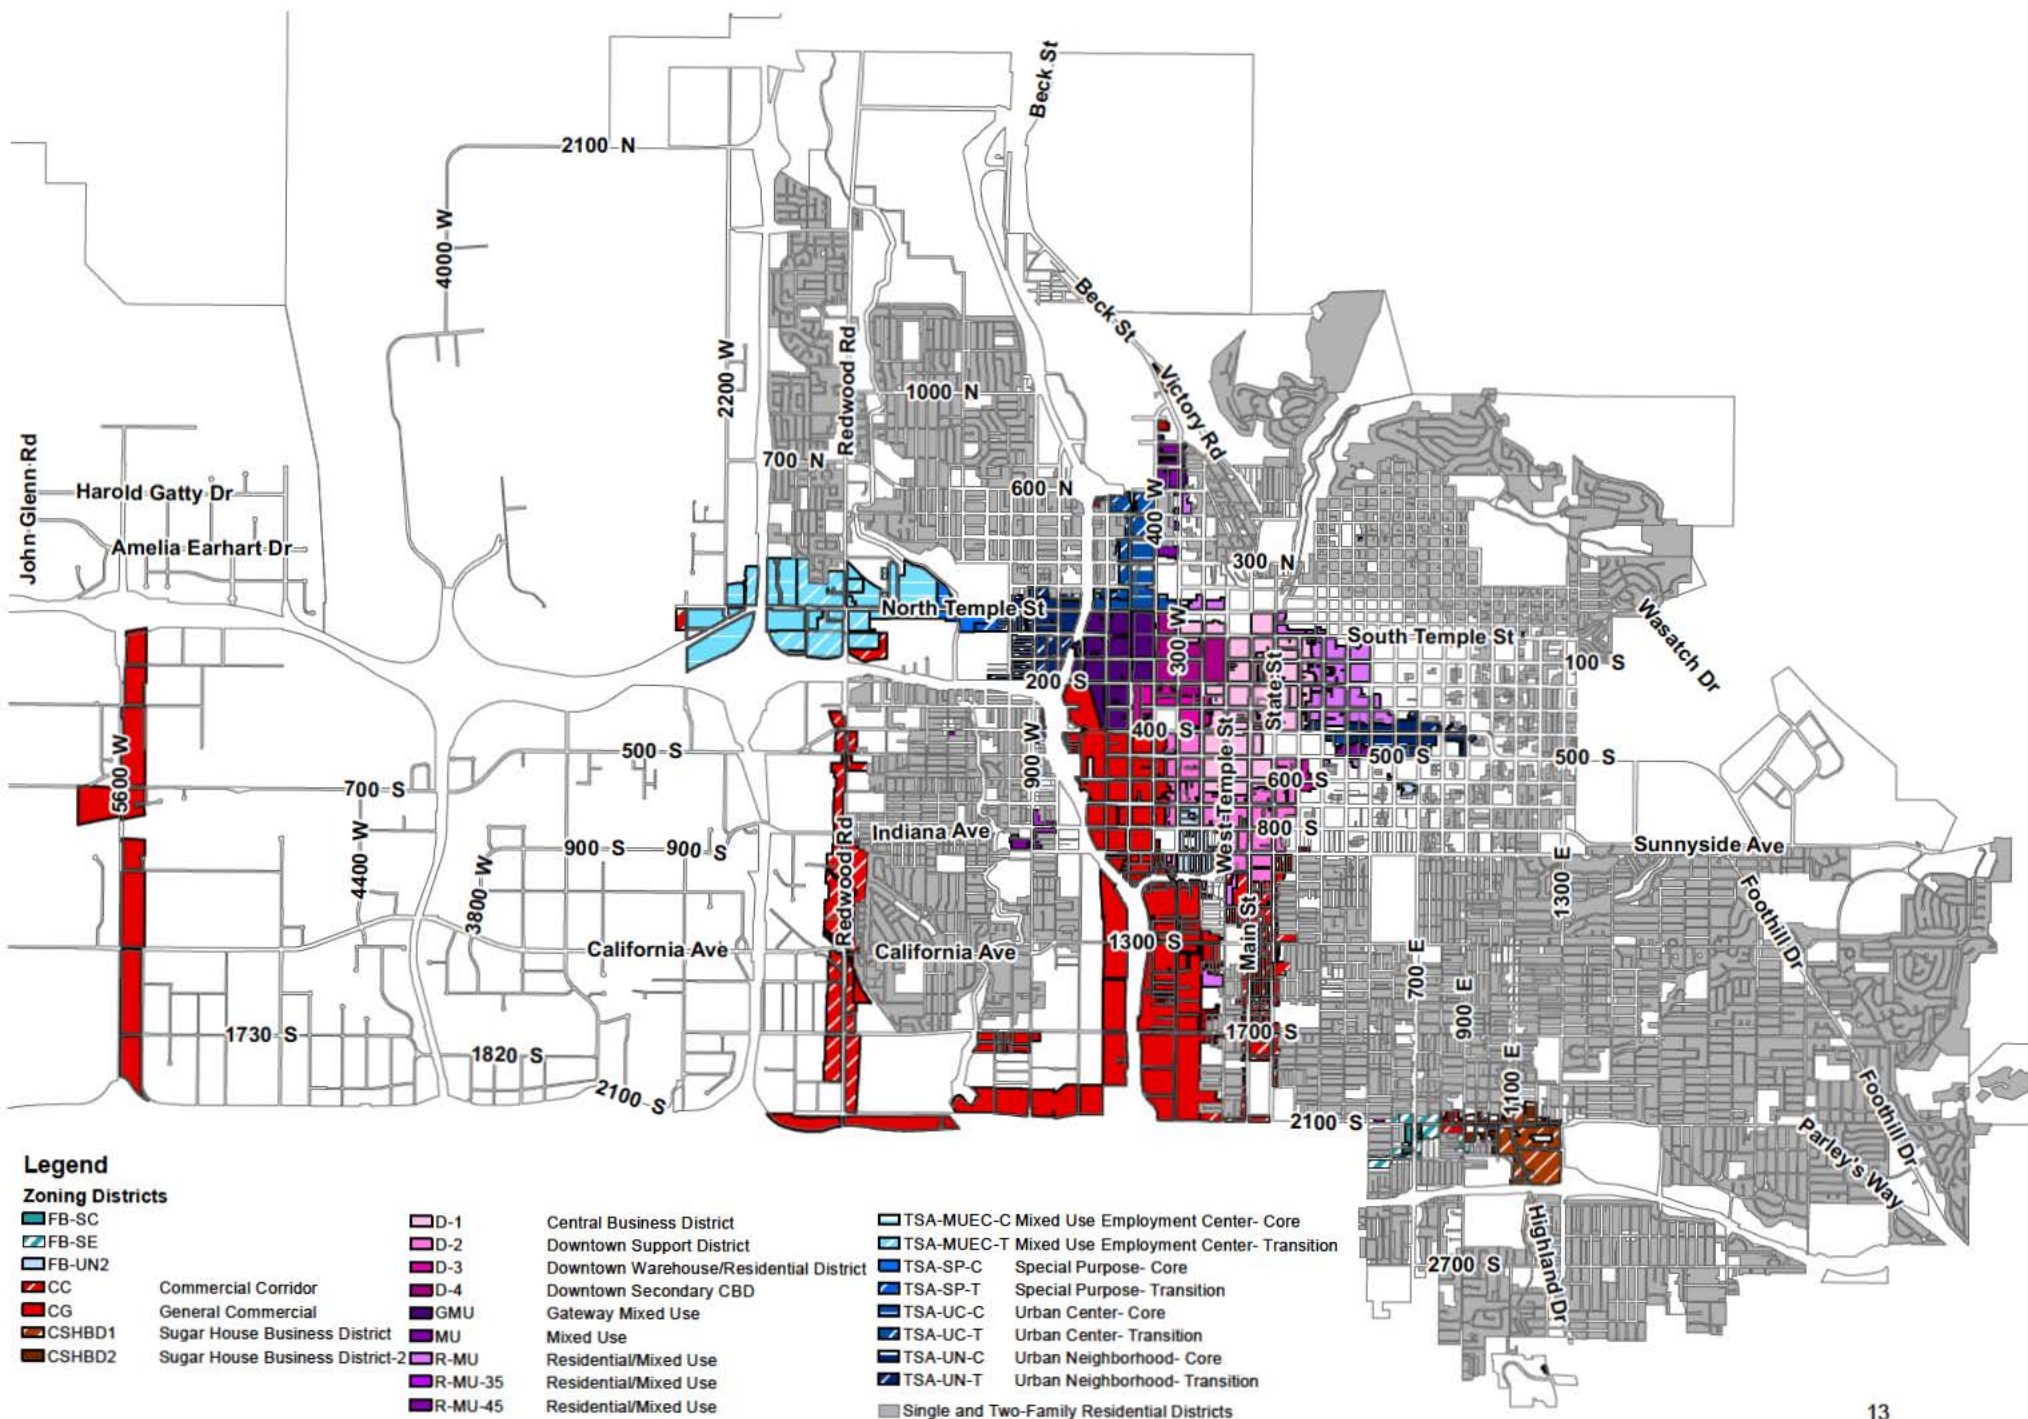 Beck St
2100 N
4000 W
Beck St
2200 W
Redwood Rd
Victory Rd
1000 N
700 N
John Glenn Rd
Harold Gatty Dr
600 N
400 W
Amelia Earhart Dr
300 N
North Temple St
300 W
South Temple St
Wasatch Dr
100 S
200 S
State St
400 S
West Temple St
5600 W
500 S
900 W
500 S
500 S
700 S
600 S
4400 W
Indiana Ave
Redwood Rd
800 S
900 S
900 S
Sunnyside Ave
3800 W
1300 E
Foothill Dr
California Ave
California Ave
1300 S
Main St
700 E
900 E
1730 S
1820 S
1700 S
1100 E
2100 S
2100 S
Foothill Dr
Parley's Way
Highland Dr
2700 S
Legend
Zoning Districts
FB-SC
FB-SE
FB-UN2
CC Commercial Corridor
CG General Commercial
CSHBD1 Sugar House Business District
CSHBD2 Sugar House Business District-2
D-1 Central Business District
D-2 Downtown Support District
D-3 Downtown Warehouse/Residential District
D-4 Downtown Secondary CBD
GMU Gateway Mixed Use
MU Mixed Use
R-MU Residential/Mixed Use
R-MU-35 Residential/Mixed Use
R-MU-45 Residential/Mixed Use
TSA-MUEC-C Mixed Use Employment Center- Core
TSA-MUEC-T Mixed Use Employment Center- Transition
TSA-SP-C Special Purpose- Core
TSA-SP-T Special Purpose- Transition
TSA-UC-C Urban Center- Core
TSA-UC-T Urban Center- Transition
TSA-UN-C Urban Neighborhood- Core
TSA-UN-T Urban Neighborhood- Transition
Single and Two-Family Residential Districts
13